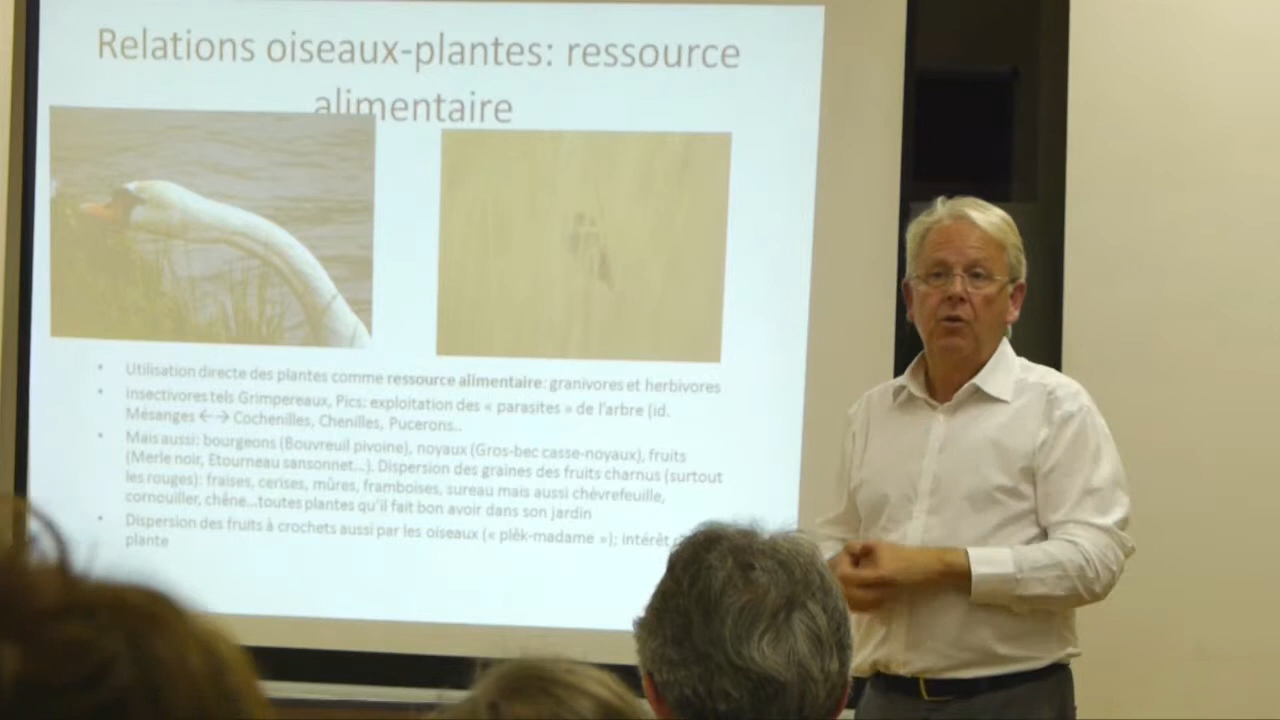 Relations oiseaux-plantes: ressource
alimentaire
• Utilisation directe des plantes comme ressource alimentaire: granivores et herbivores
• insectivores tels Grimpereaux, Pics: exploitation des « parasites » de l'arbre (id.
Mésanges ←→ Cochenilles, Chenilles, Pucerons..
• Mais aussi: bourgeons (Bouvreuil pivoine), noyaux (Gros-bec casse-noyaux), fruits
(Merle noir, Etourneau sansonnet...). Dispersion des graines des fruits charnus (surtout
les rouges): fraises, cerises, mûres, framboises, sureau mais aussi chèvrefeuille,
cornouiller, chêne...toutes plantes qu'il fait bon avoir dans son jardin
• Dispersion des fruits à crochets aussi par les oiseaux (« plêk-madame »); intérêt
plante